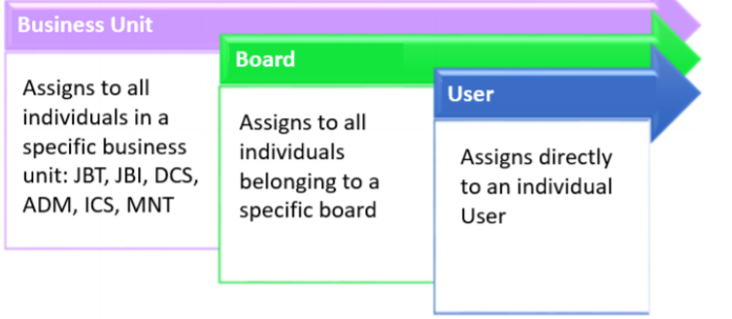 Business Unit
Assigns to all
individuals in a
specific business
unit: JBT, JBI, DCS,
ADM, ICS, MNT
Board
Assigns to all
individuals
belonging to a
specific board
User
Assigns directly
to an individual
User